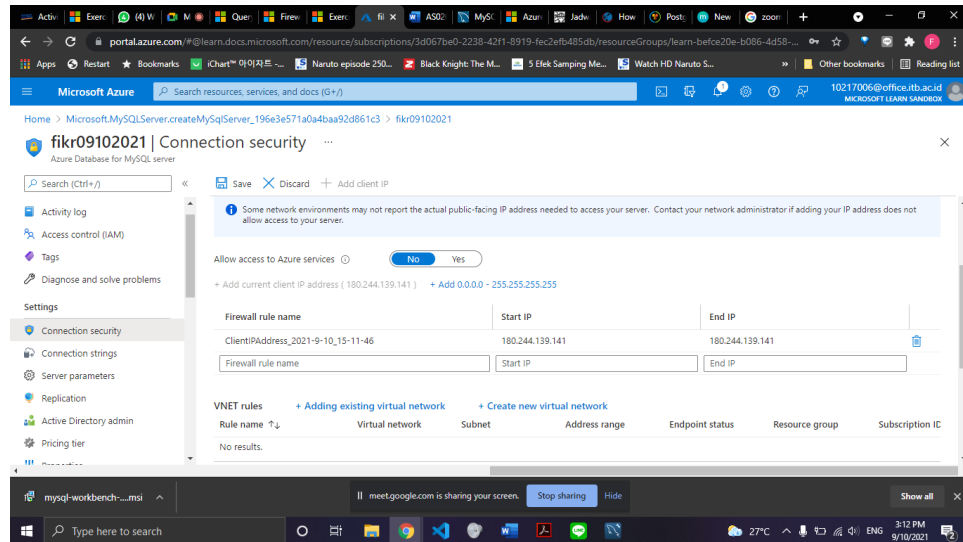 Activ Exerc (4) W M Quer Firew Exerc fil W AS02 MySC Azur Jadw How Post New zoom
portal.azure.com/#@learn.docs.microsoft.com/resource/subscriptions/3d067be0-2238-42f1-8919-fec2efb485db/resourceGroups/learn-befce20e-b086-4d58-...
Apps Restart Bookmarks iChart™ 아이차트 -... Naruto episode 250... Black Knight: The M... 5 Efek Samping Me... Watch HD Naruto S... » Other bookmarks Reading list
Microsoft Azure Search resources, services, and docs (G+/) 1 10217006@office.itb.ac.id
MICROSOFT LEARN SANDBOX
Home > Microsoft.MySQLServer.createMySqlServer_196e3e571a0a4baa92d861c3 > fikr09102021
fikr09102021 | Connection security ...
Azure Database for MySQL server
Search (Ctrl+/) « Save Discard + Add client IP
Some network environments may not report the actual public-facing IP address needed to access your server. Contact your network administrator if adding your IP address does not
allow access to your server.
Activity log
Access control (IAM)
Tags
Diagnose and solve problems
Settings
Connection security
Connection strings
Server parameters
Replication
Active Directory admin
Pricing tier
Properties
Allow access to Azure services No Yes
+ Add current client IP address ( 180.244.139.141 ) + Add 0.0.0.0 - 255.255.255.255
Firewall rule name Start IP End IP
ClientIPAddress_2021-9-10_15-11-46 180.244.139.141 180.244.139.141
Firewall rule name Start IP End IP
VNET rules + Adding existing virtual network + Create new virtual network
Rule name ↑↓ Virtual network Subnet Address range Endpoint status Resource group Subscription ID
No results.
mysql-workbench-....msi meet.google.com is sharing your screen. Stop sharing Hide Show all
Type here to search 27°C ENG 3:12 PM
9/10/2021 2